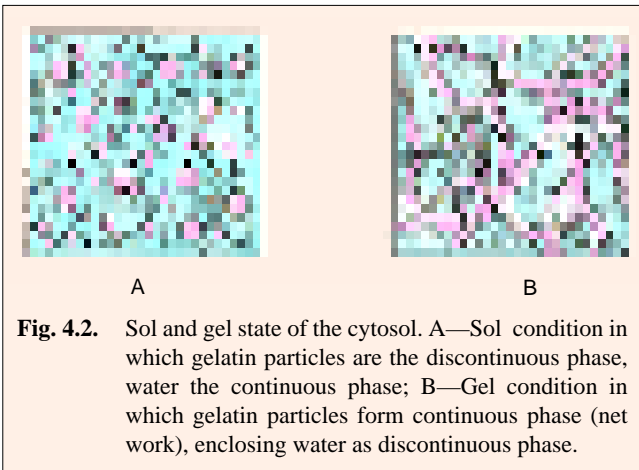 A
B
Fig. 4.2. Sol and gel state of the cytosol. A—Sol condition in
which gelatin particles are the discontinuous phase,
water the continuous phase; B—Gel condition in
which gelatin particles form continuous phase (net
work), enclosing water as discontinuous phase.